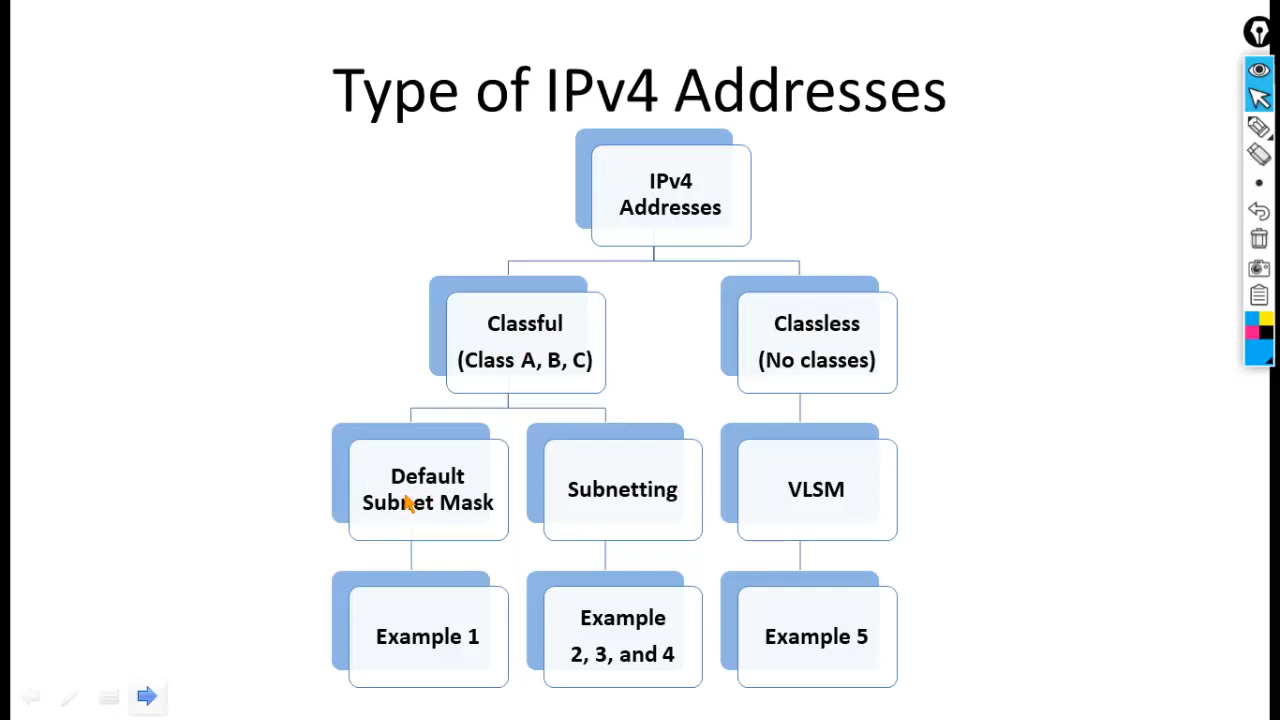 Type of IPv4 Addresses
IPv4
Addresses
Classful
(Class A, B, C)
Classless
(No classes)
Default
Subnet Mask
Subnetting
VLSM
Example 1
Example
2, 3, and 4
Example 5